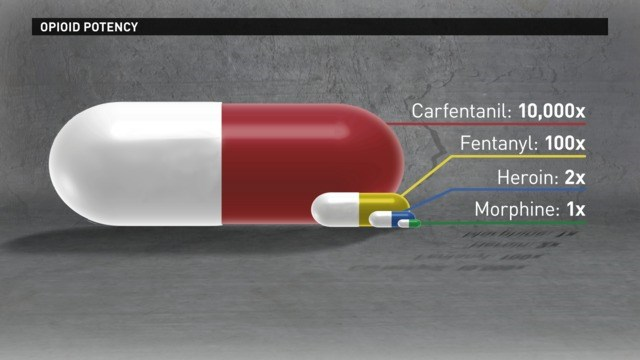 OPIOID POTENCY
Carfentanil: 10,000x
Fentanyl: 100x
Heroin: 2x
Morphine: 1x